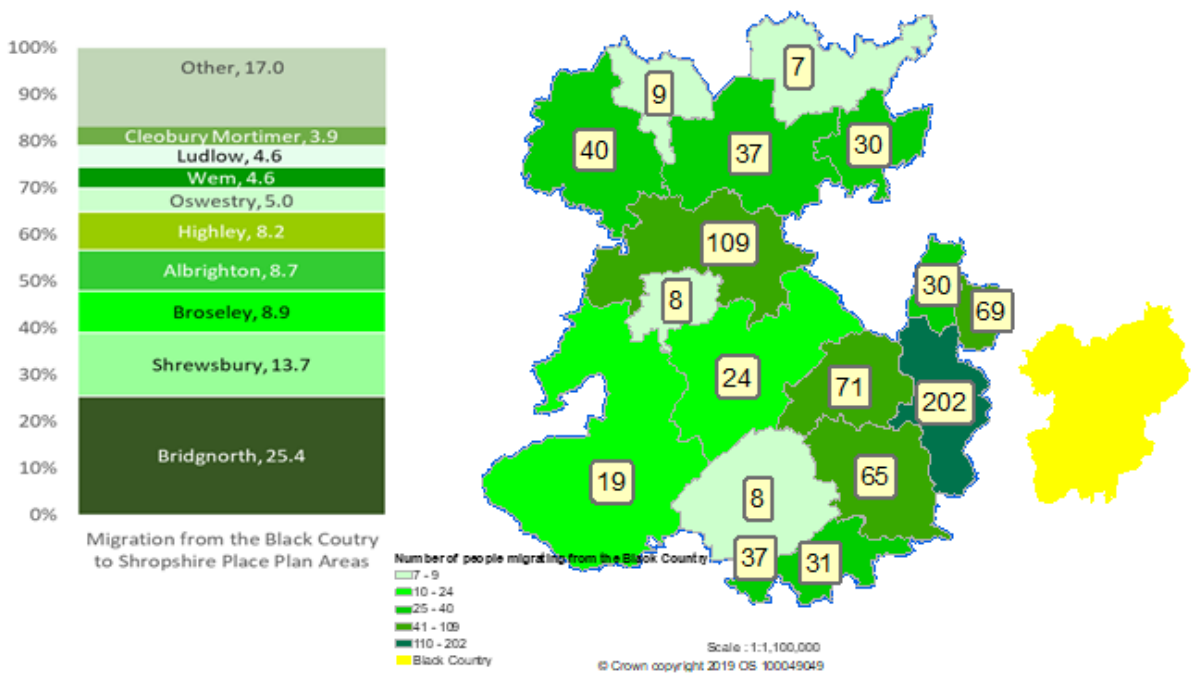 100%
90%
80%
70%
60%
50%
40%
30%
20%
10%
0%
Other, 17.0
Cleobury Mortimer, 3.9
Ludlow, 4.6
Wem, 4.6
Oswestry, 5.0
Highley, 8.2
Albrighton, 8.7
Broseley, 8.9
Shrewsbury, 13.7
Bridgnorth, 25.4
Migration from the Black Coutry
to Shropshire Place Plan Areas
7
9
40
37
30
109
8
30
69
24
71
202
19
8
65
37
31
Number of people migrating from the Black Country
7 - 9
10 - 24
25 - 40
41 - 109
110 - 202
Black Country
Scale : 1:1,100,000
© Crown copyright 2019 OS 100049049